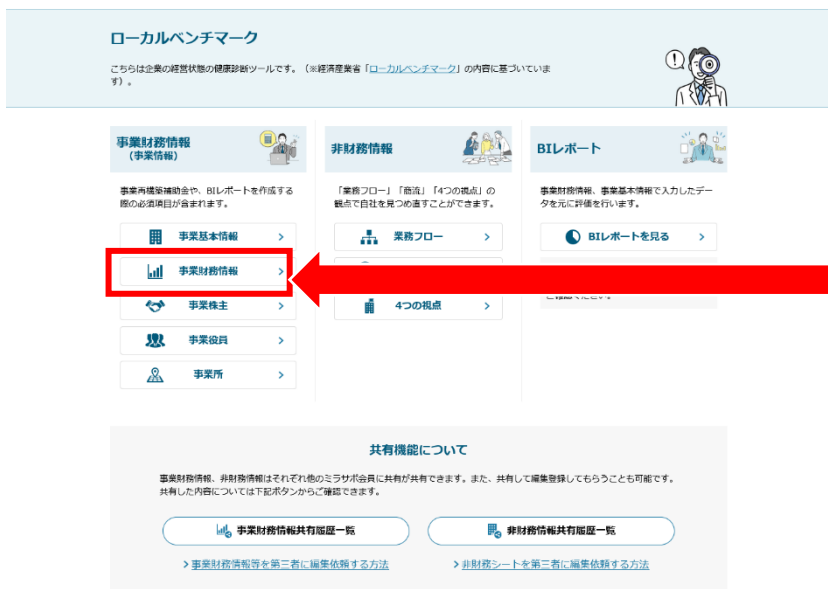 ローカルベンチマーク
こちらは企業の経営状態の健康診断ツールです。（※経済産業省「ローカルベンチマーク」の内容に基づいていま
す）。
事業財務情報
（事業情報）
事業再構築補助金や、BIレポートを作成する
際の必須項目が含まれます。
事業基本情報
事業財務情報
事業株主
事業役員
事業所
非財務情報
「業務フロー」「商流」「4つの視点」の
観点で自社を見つめ直すことができます。
業務フロー
4つの視点
BIレポート
事業財務情報、事業基本情報で入力したデー
タを元に評価を行います。
BIレポートを見る
共有機能について
事業財務情報、非財務情報はそれぞれ他のミラサポ会員に共有が共有できます。また、共有して編集登録してもらうことも可能です。
共有した内容については下記ボタンからご確認できます。
事業財務情報共有履歴一覧
非財務情報共有履歴一覧
事業財務情報等を第三者に編集依頼する方法
非財務シートを第三者に編集依頼する方法